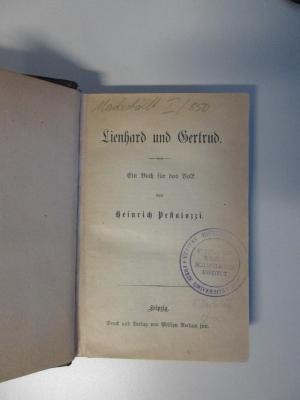 I/850
Lienhard und Gertrud.
Ein Buch für das Volk
von
Heinrich Pestalozzi.
Leipzig.
Druck und Verlag von Philipp Reclam jun.